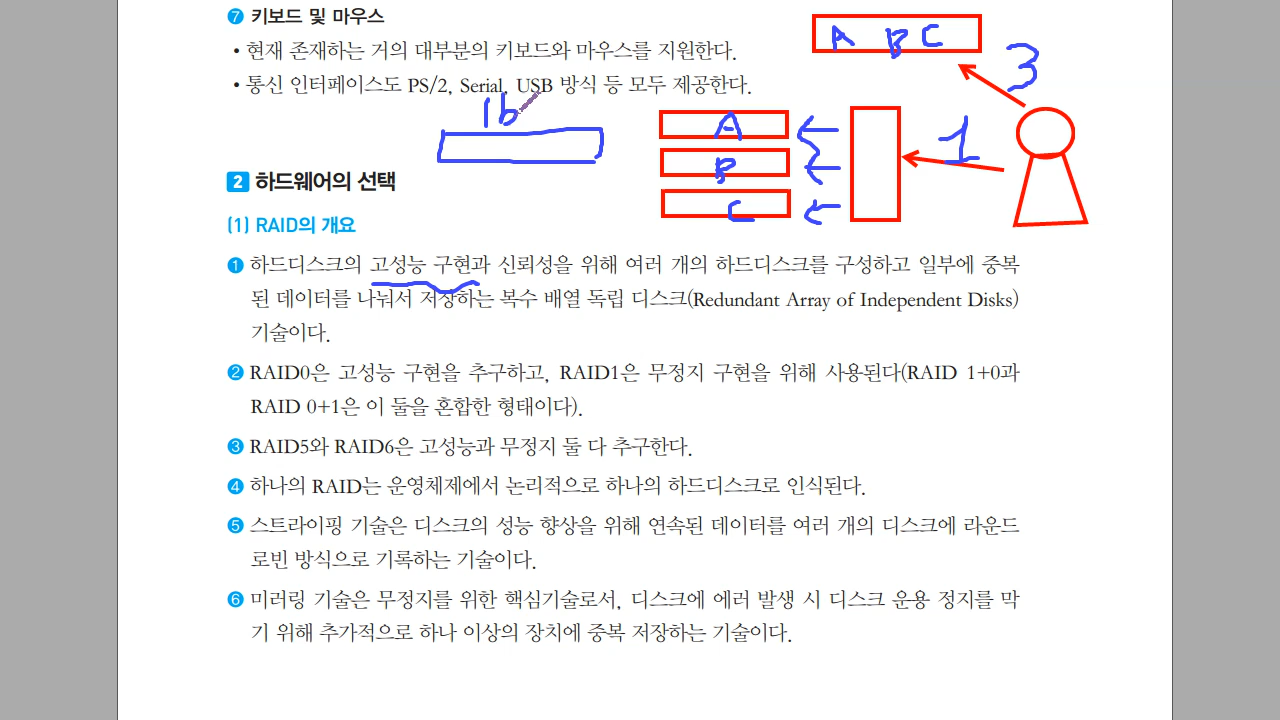 7 키보드 및 마우스
• 현재 존재하는 거의 대부분의 키보드와 마우스를 지원한다.
• 통신 인터페이스도 PS/2, Serial, USB 방식 등 모두 제공한다.
A B C
3
1b
A
1
B
C
2 하드웨어의 선택
(1) RAID의 개요
1 하드디스크의 고성능 구현과 신뢰성을 위해 여러 개의 하드디스크를 구성하고 일부에 중복
된 데이터를 나눠서 저장하는 복수 배열 독립 디스크(Redundant Array of Independent Disks)
기술이다.
2 RAID0은 고성능 구현을 추구하고, RAID1은 무정지 구현을 위해 사용된다(RAID 1+0과
RAID 0+1은 이 둘을 혼합한 형태이다).
3 RAID5와 RAID6은 고성능과 무정지 둘 다 추구한다.
4 하나의 RAID는 운영체제에서 논리적으로 하나의 하드디스크로 인식된다.
5 스트라이핑 기술은 디스크의 성능 향상을 위해 연속된 데이터를 여러 개의 디스크에 라운드
로빈 방식으로 기록하는 기술이다.
6 미러링 기술은 무정지를 위한 핵심기술로서, 디스크에 에러 발생 시 디스크 운용 정지를 막
기 위해 추가적으로 하나 이상의 장치에 중복 저장하는 기술이다.